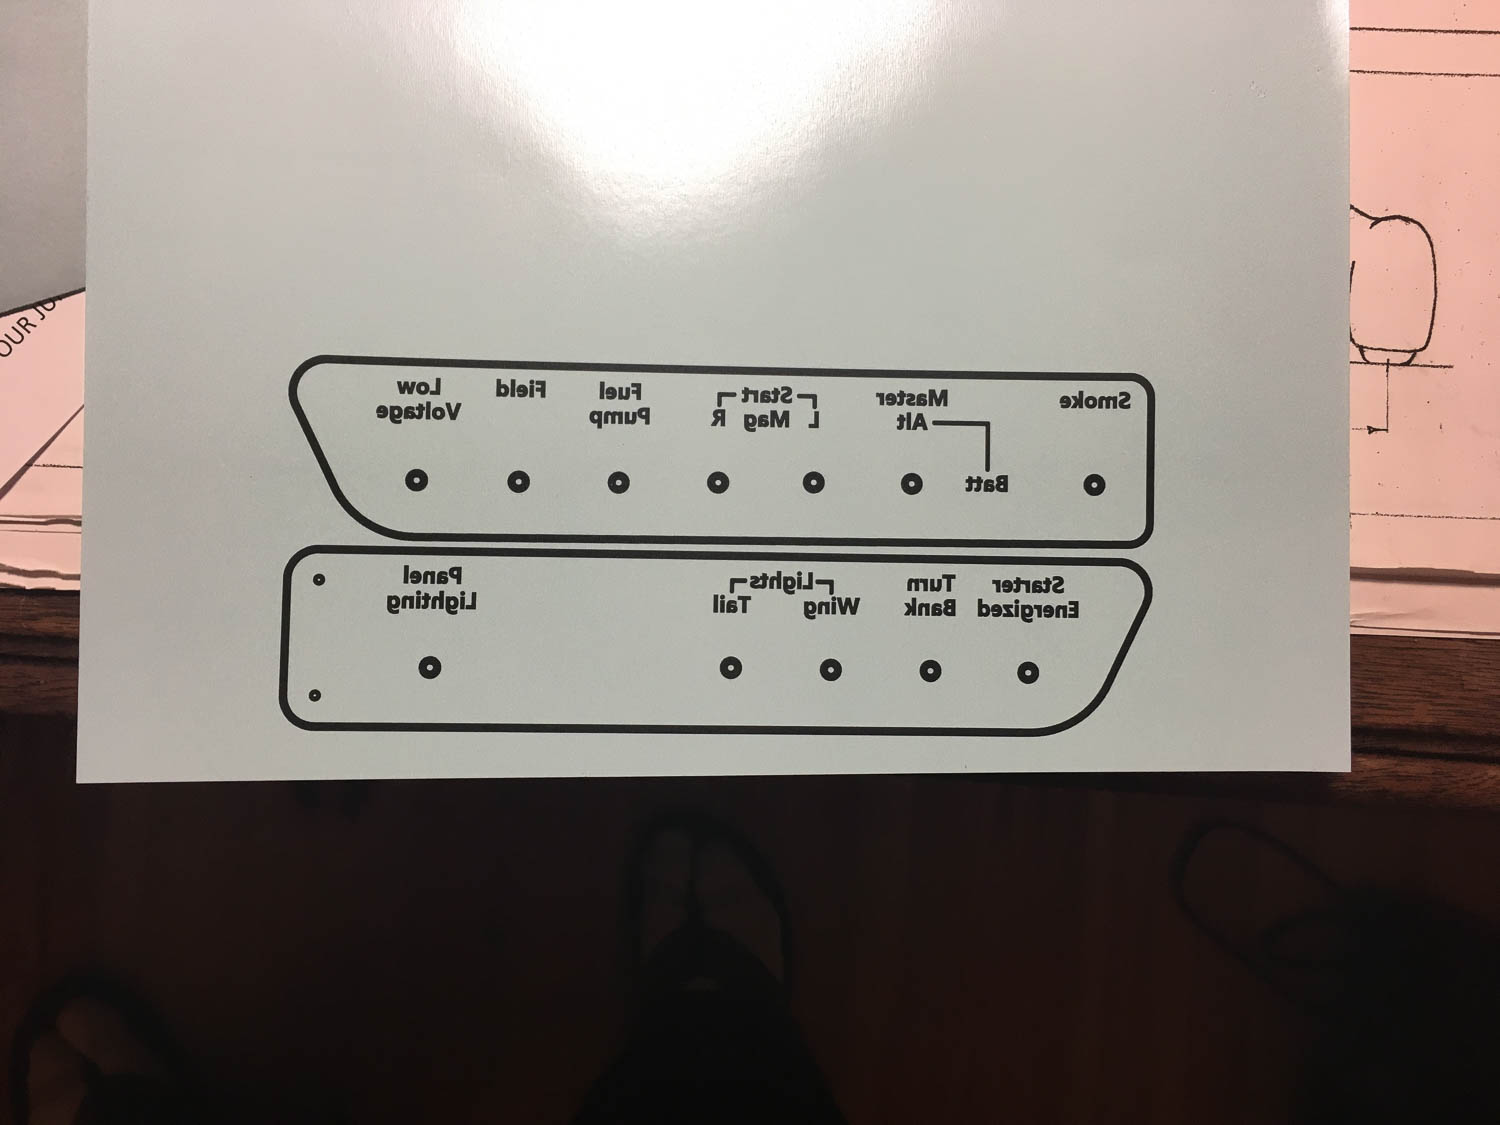 OUR JU
Low
Voltage
Field
Fuel
Pump
Start
L Mag R
Master
Alt
Batt
Smoke
Panel
Lighting
Lights
Wing Tail
Turn
Bank
Starter
Energized